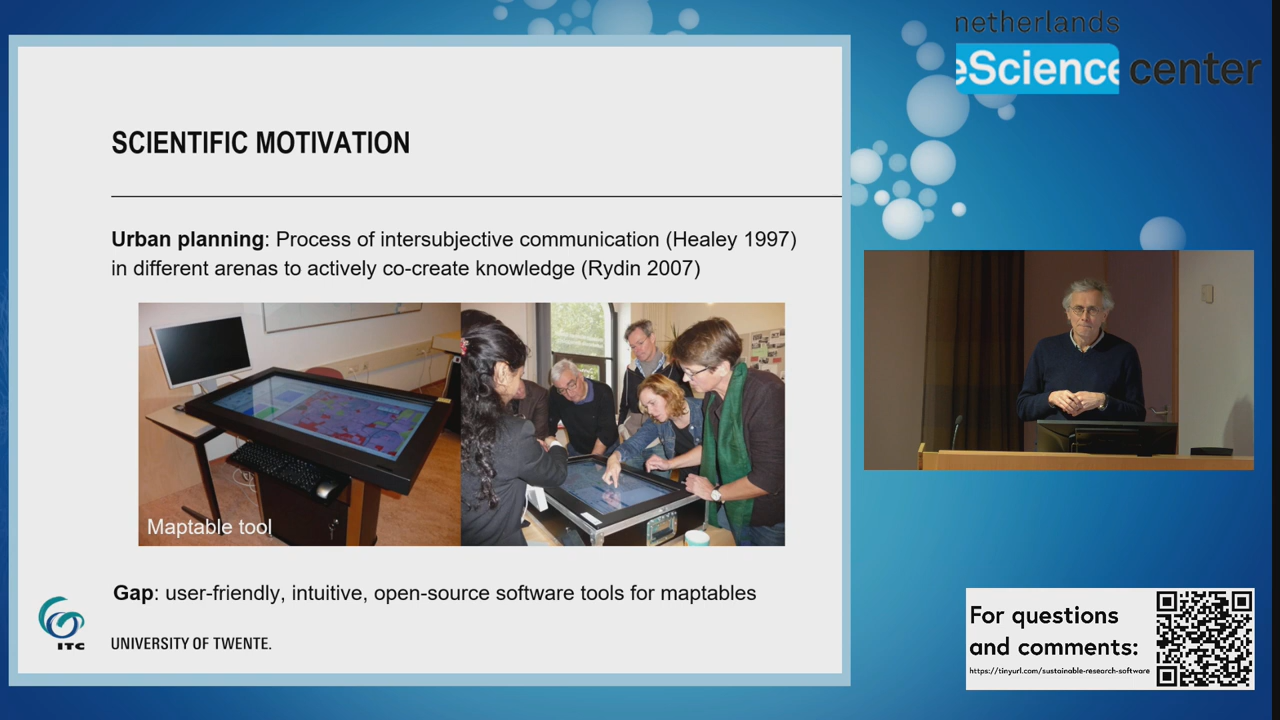 netherlands
eScience center
SCIENTIFIC MOTIVATION
Urban planning: Process of intersubjective communication (Healey 1997)
in different arenas to actively co-create knowledge (Rydin 2007)
Maptable tool
Gap: user-friendly, intuitive, open-source software tools for maptables
ITC
UNIVERSITY OF TWENTE.
For questions
and comments:
https://tinyurl.com/sustainable-research-software